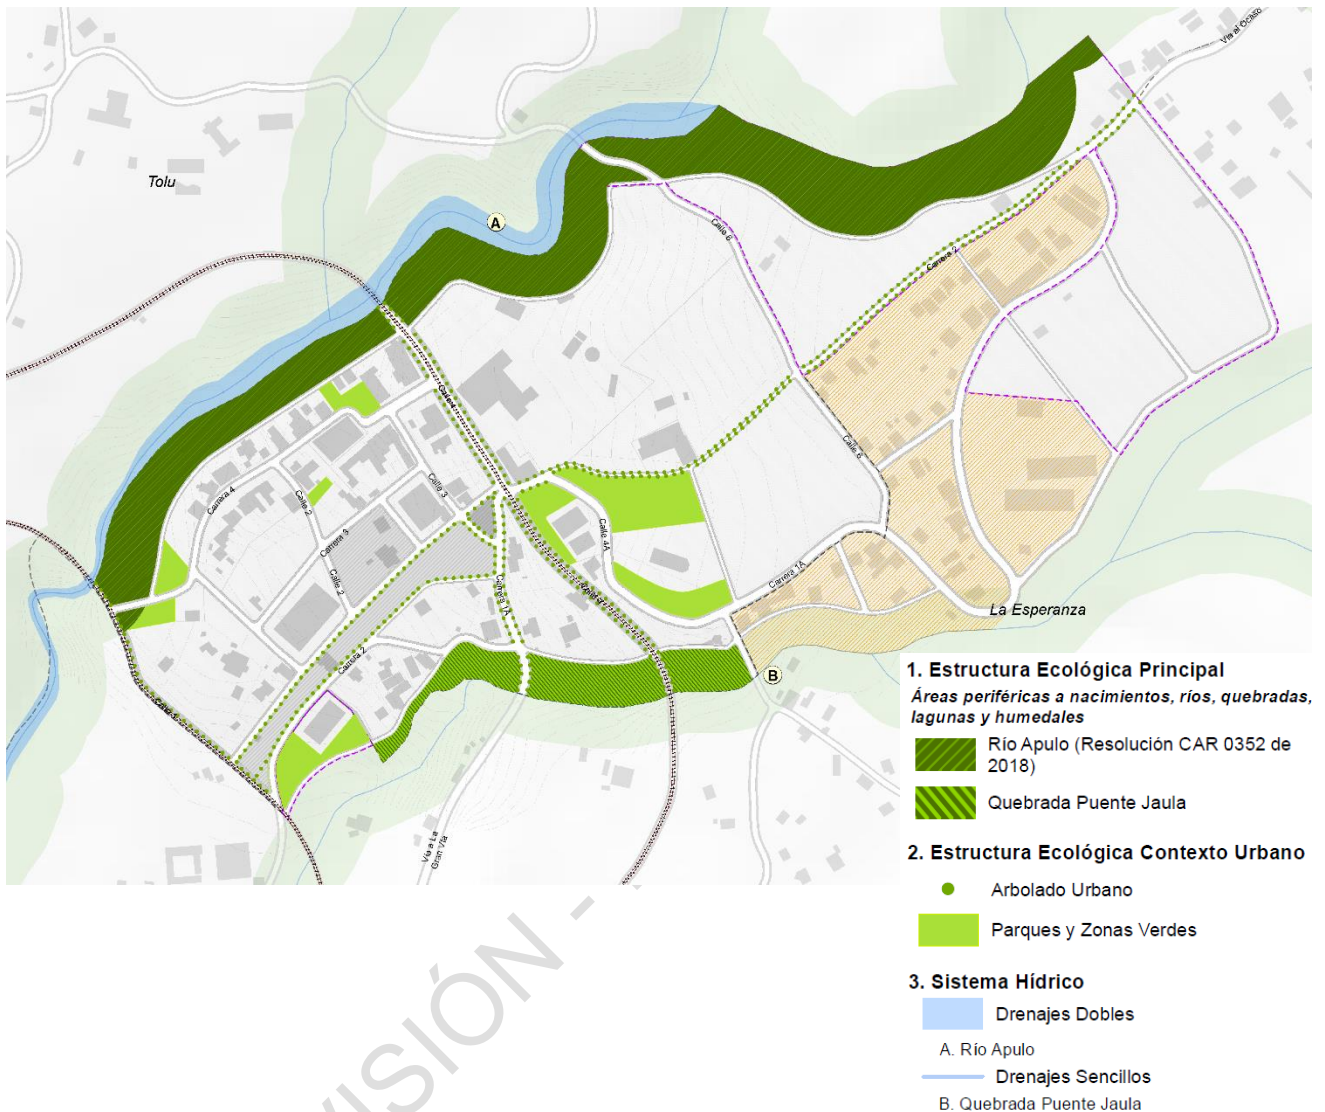 Vía al Ocaso
Tolu
A
Calle 6
Carrera 2
Calle 6
Carrera 4
Calle 2
Calle 3
Carrera 3
Calle 2
Calle 4A
Carrera 1A
Carrera 1A
La Esperanza
Carrera 2
B
Vía a La
Gran Vía
1. Estructura Ecológica Principal
Áreas periféricas a nacimientos, ríos, quebradas,
lagunas y humedales
Río Apulo (Resolución CAR 0352 de
2018)
Quebrada Puente Jaula
2. Estructura Ecológica Contexto Urbano
Arbolado Urbano
Parques y Zonas Verdes
3. Sistema Hídrico
Drenajes Dobles
A. Río Apulo
Drenajes Sencillos
B. Quebrada Puente Jaula
VISIÓN -